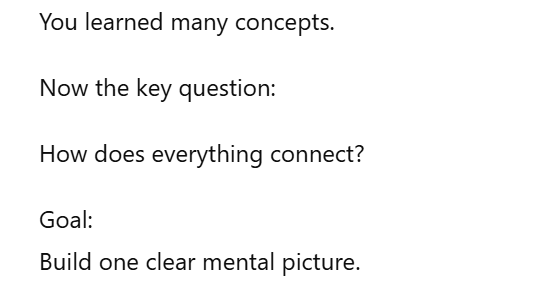 You learned many concepts.
Now the key question:
How does everything connect?
Goal:
Build one clear mental picture.